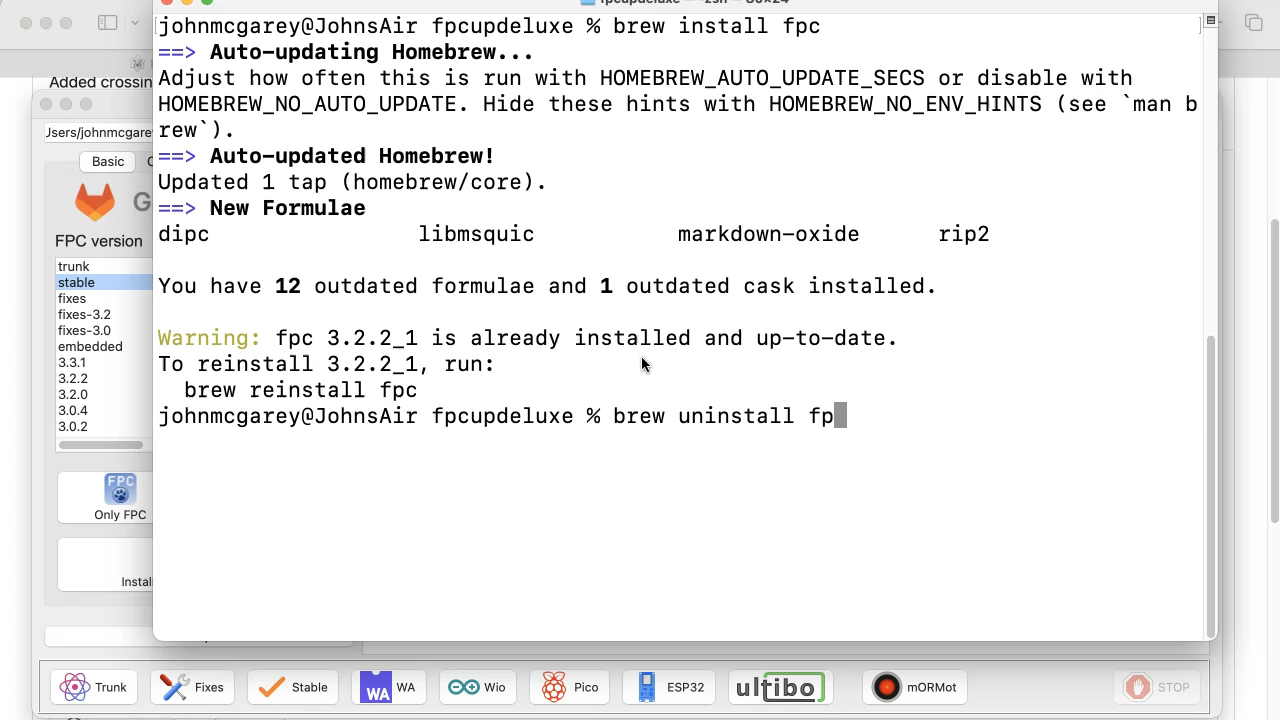 johnmcgarey@JohnsAir fpcupdeluxe % brew install fpc
==> Auto-updating Homebrew...
Adjust how often this is run with HOMEBREW_AUTO_UPDATE_SECS or disable with
HOMEBREW_NO_AUTO_UPDATE. Hide these hints with HOMEBREW_NO_ENV_HINTS (see `man b
rew`).
==> Auto-updated Homebrew!
Updated 1 tap (homebrew/core).
==> New Formulae
dipc libmsquic markdown-oxide rip2
You have 12 outdated formulae and 1 outdated cask installed.
Warning: fpc 3.2.2_1 is already installed and up-to-date.
To reinstall 3.2.2_1, run:
brew reinstall fpc
johnmcgarey@JohnsAir fpcupdeluxe % brew uninstall fp
Added crossin
Jsers/johnmcgare
Basic
G
FPC version
trunk
stable
fixes
fixes-3.2
fixes-3.0
embedded
3.3.1
3.2.2
3.2.0
3.0.4
3.0.2
FPC
Only FPC
Instal
Trunk Fixes Stable WA WA Wio Pico ESP32 ultibo mORMot STOP